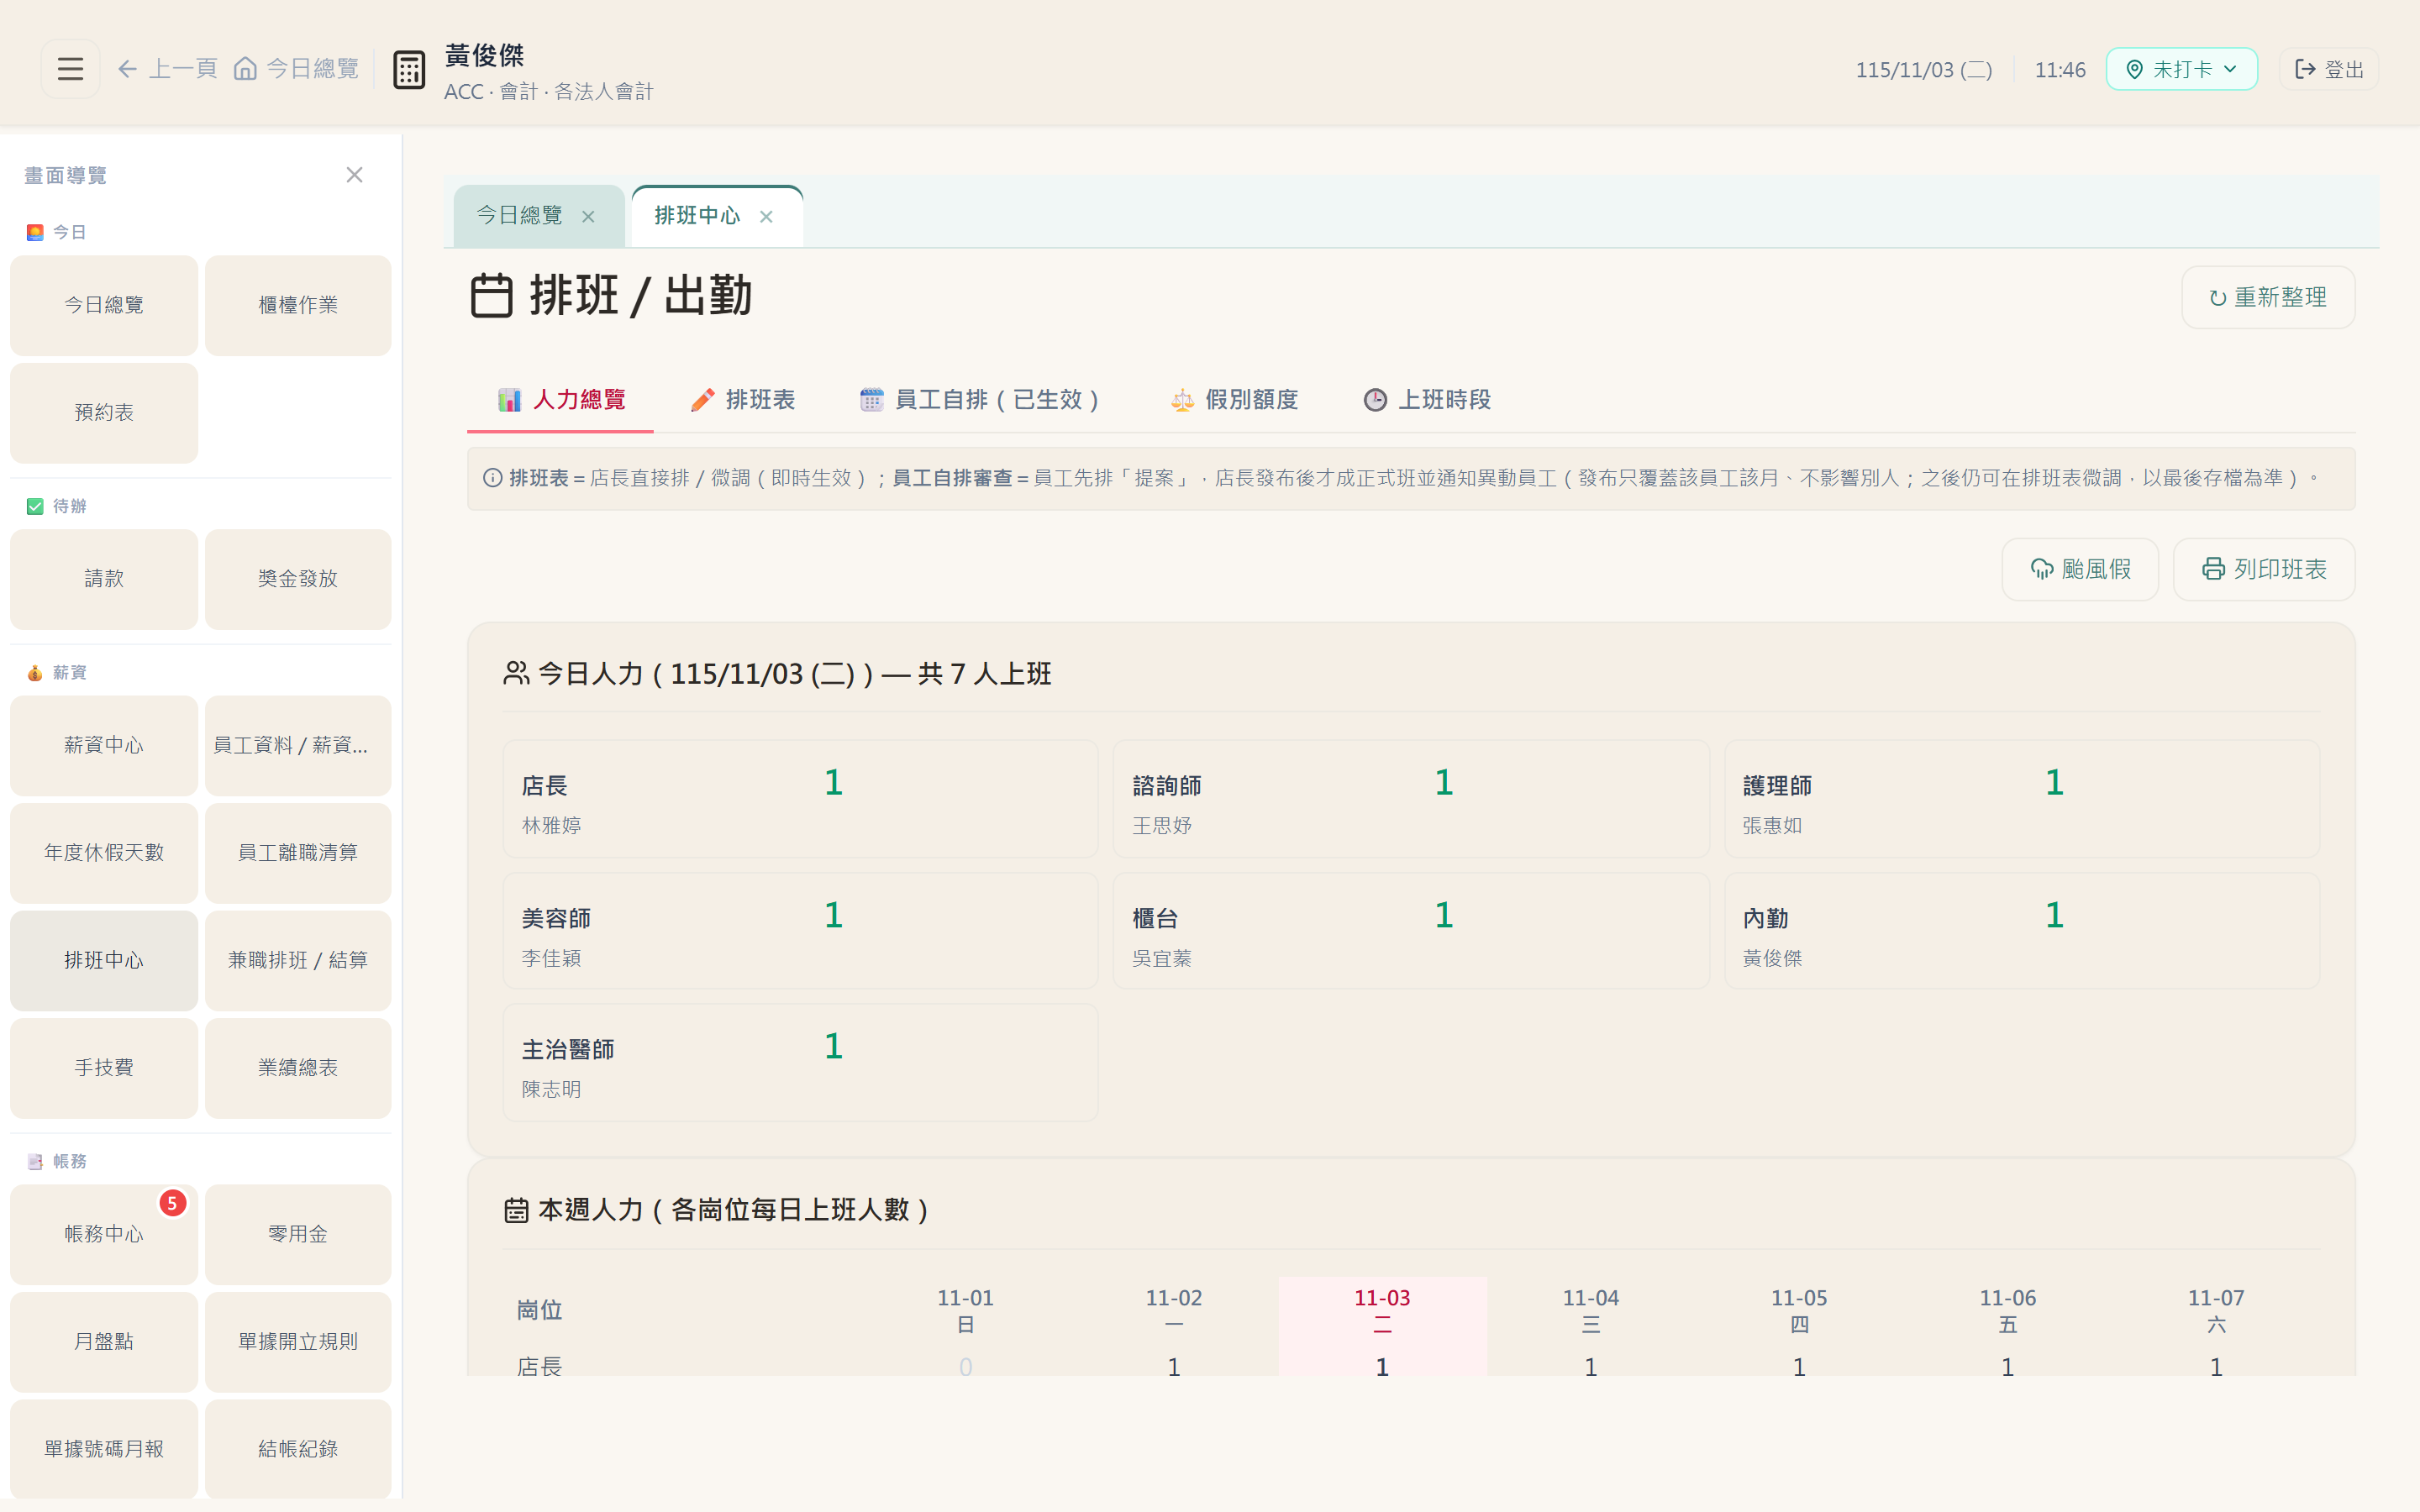 上一頁 今日總覽 黃俊傑
ACC · 會計 · 各法人會計
115/11/03 (二) 11:46 未打卡 登出
畫面導覽
今日
今日總覽 櫃檯作業
預約表
待辦
請款 獎金發放
薪資
薪資中心 員工資料 / 薪資...
年度休假天數 員工離職清算
排班中心 兼職排班 / 結算
手技費 業績總表
帳務
帳務中心 5 零用金
月盤點 單據開立規則
單據號碼月報 結帳紀錄
今日總覽 × 排班中心 ×
排班 / 出勤
↻ 重新整理
人力總覽 排班表 員工自排（已生效） 假別額度 上班時段
排班表 = 店長直接排 / 微調（即時生效）；員工自排審查 = 員工先排「提案」，店長發布後才成正式班並通知異動員工（發布只覆蓋該員工該月、不影響別人；之後仍可在排班表微調，以最後存檔為準）。
颱風假 列印班表
今日人力（115/11/03 (二)）— 共 7 人上班
店長 1
林雅婷
諮詢師 1
王思妤
護理師 1
張惠如
美容師 1
李佳穎
櫃台 1
吳宜蓁
內勤 1
黃俊傑
主治醫師 1
陳志明
本週人力（各崗位每日上班人數）
崗位 11-01 日 11-02 一 11-03 二 11-04 三 11-05 四 11-06 五 11-07 六
店長 0 1 1 1 1 1 1